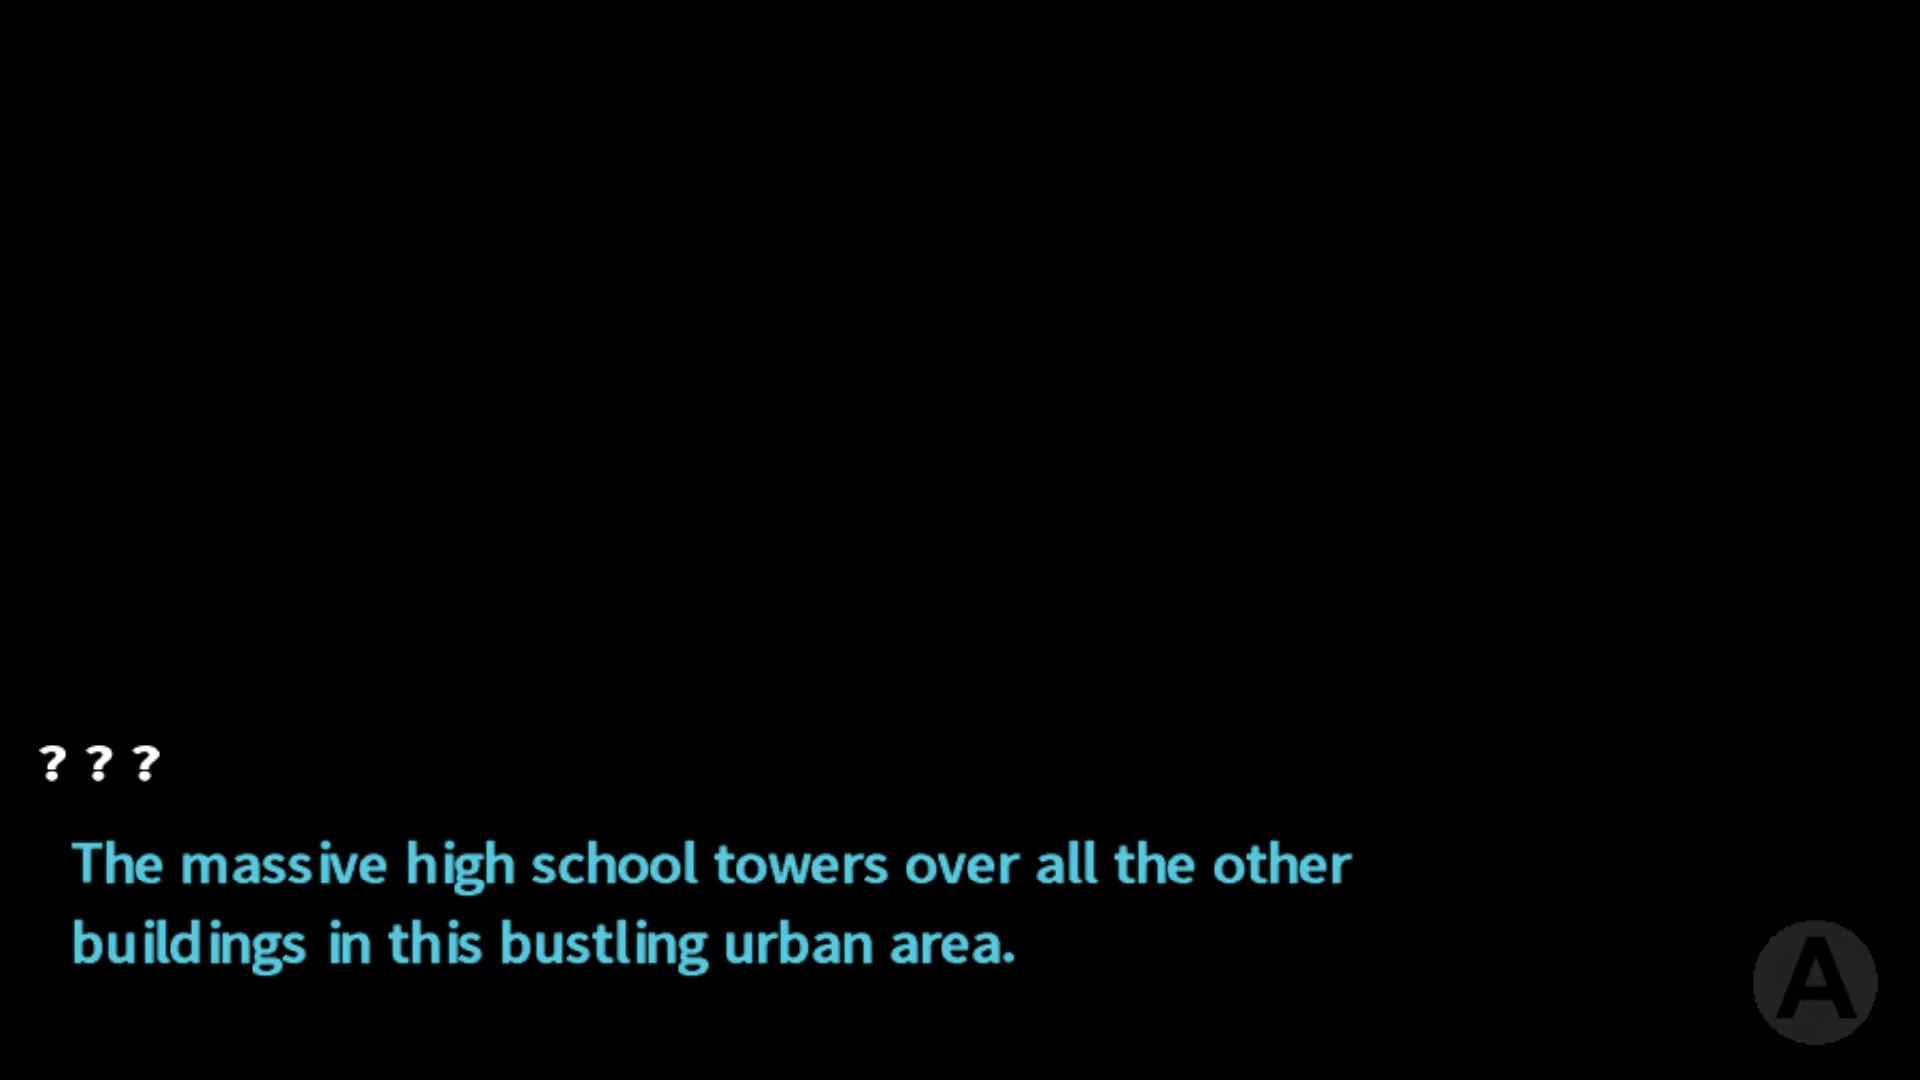 ? ? ?
The massive high school towers over all the other
buildings in this bustling urban area.
A